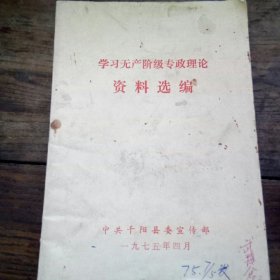 学习无产阶级专政理论
资料选编
中共千阳县委宣传部
一九七五年四月